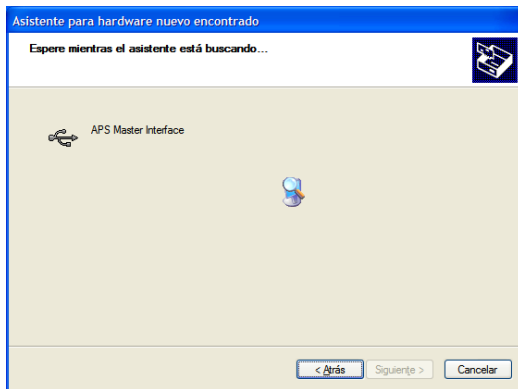 Asistente para hardware nuevo encontrado
Espere mientras el asistente está buscando...
APS Master Interface
< Atrás
Siguiente >
Cancelar